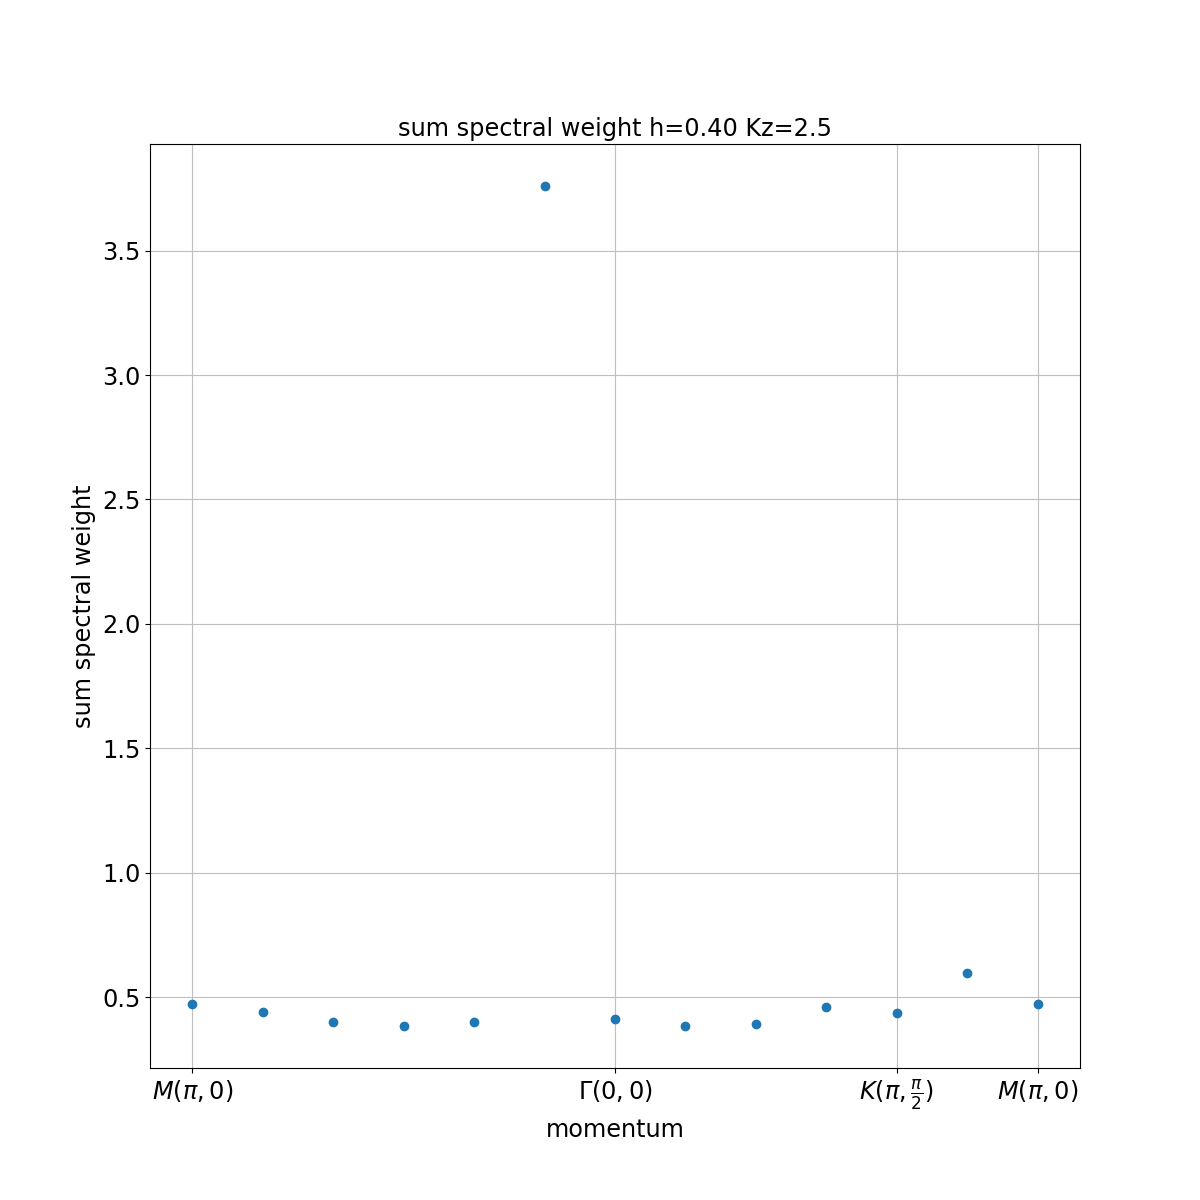 sum spectral weight h=0.40 Kz=2.5
sum spectral weight
3.5
3.0
2.5
2.0
1.5
1.0
0.5
M(π, 0)
Γ(0, 0)
K(π, π/2)
M(π, 0)
momentum